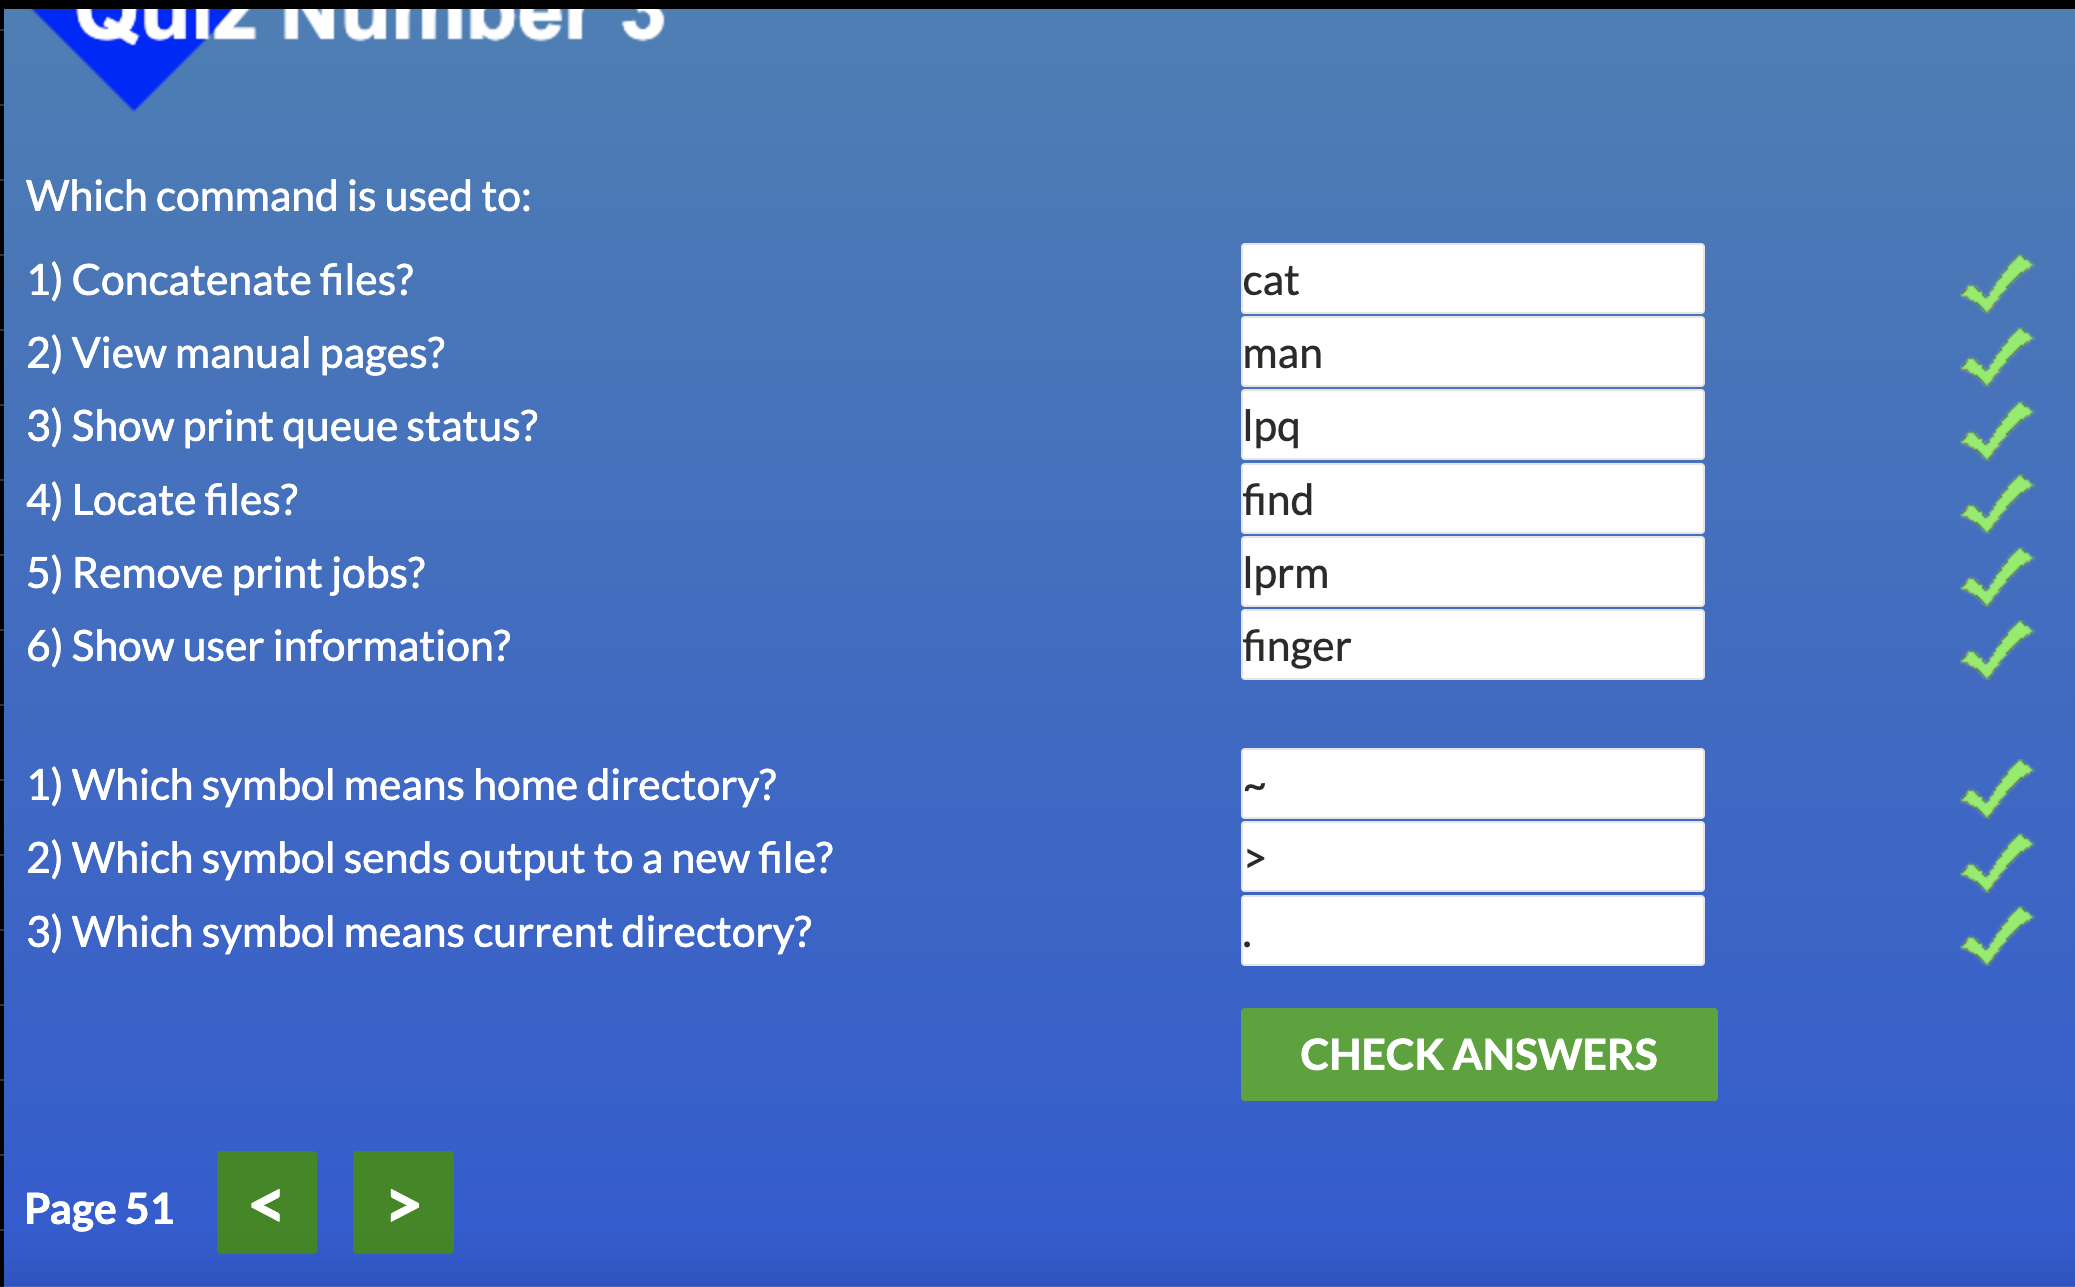 Quiz Number 3
Which command is used to:
1) Concatenate files? cat
2) View manual pages? man
3) Show print queue status? lpq
4) Locate files? find
5) Remove print jobs? lprm
6) Show user information? finger
1) Which symbol means home directory? ~
2) Which symbol sends output to a new file? >
3) Which symbol means current directory? .
CHECK ANSWERS
Page 51 < >